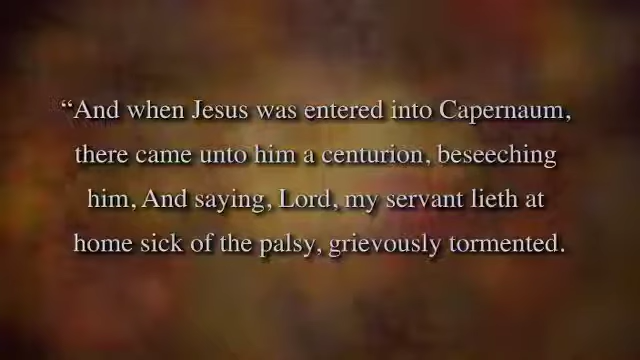 “And when Jesus was entered into Capernaum,
there came unto him a centurion, beseeching
him, And saying, Lord, my servant lieth at
home sick of the palsy, grievously tormented.